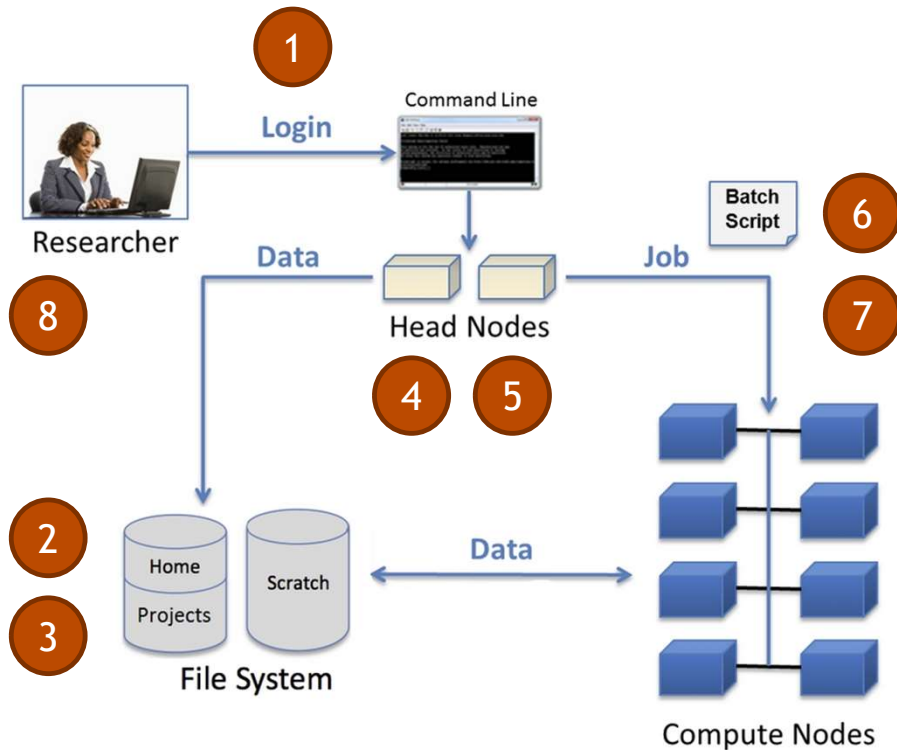 1
Command Line
Login
Batch
Script
6
Researcher
Data
Job
8
Head Nodes
7
4
5
2
Home
Scratch
Data
3
Projects
File System
Compute Nodes